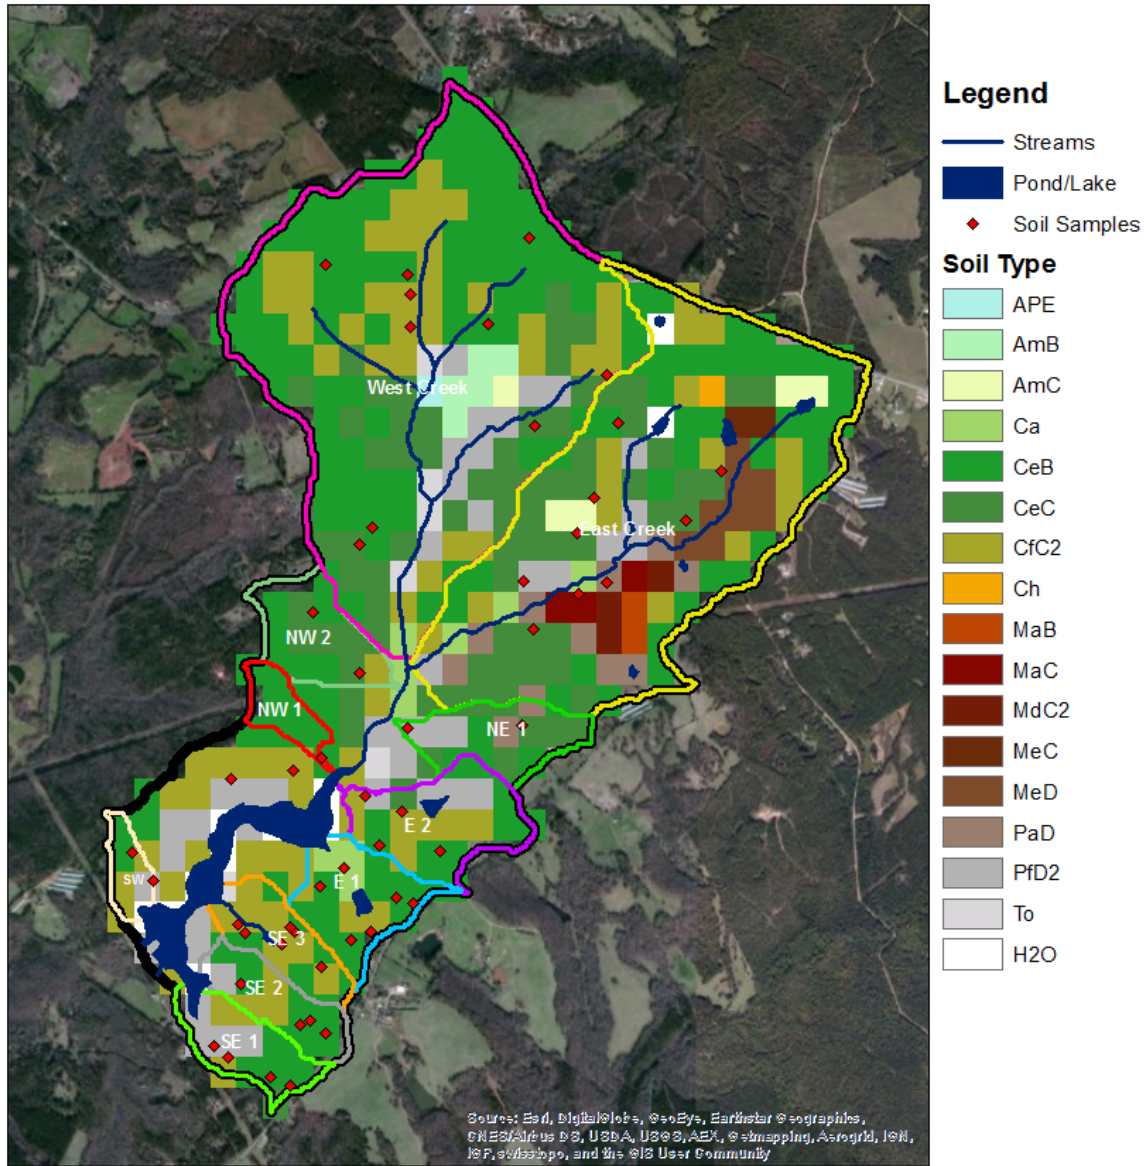 Legend
Streams
Pond/Lake
Soil Samples
Soil Type
APE
AmB
AmC
Ca
CeB
CeC
CfC2
Ch
MaB
MaC
MdC2
MeC
MeD
PaD
PfD2
To
H2O
West Creek
East Creek
NW 2
NW 1
NE 1
E 2
SW
E 1
SE 3
SE 2
SE 1
Source: Esri, DigitalGlobe, GeoEye, Earthstar Geographics,
CNES/Airbus DS, USDA, USGS, AEX, Getmapping, Aerogrid, IGN,
IGP, swisstopo, and the GIS User Community